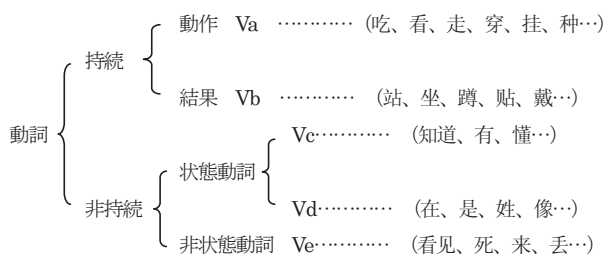 動作 Va ………… (吃、看、走、穿、挂、种…)
持続
結果 Vb ………… (站、坐、蹲、贴、戴…)
動詞
Vc………… (知道、有、懂…)
状態動詞
非持続
Vd………… (在、是、姓、像…)
非状態動詞 Ve………… (看见、死、来、丢…)